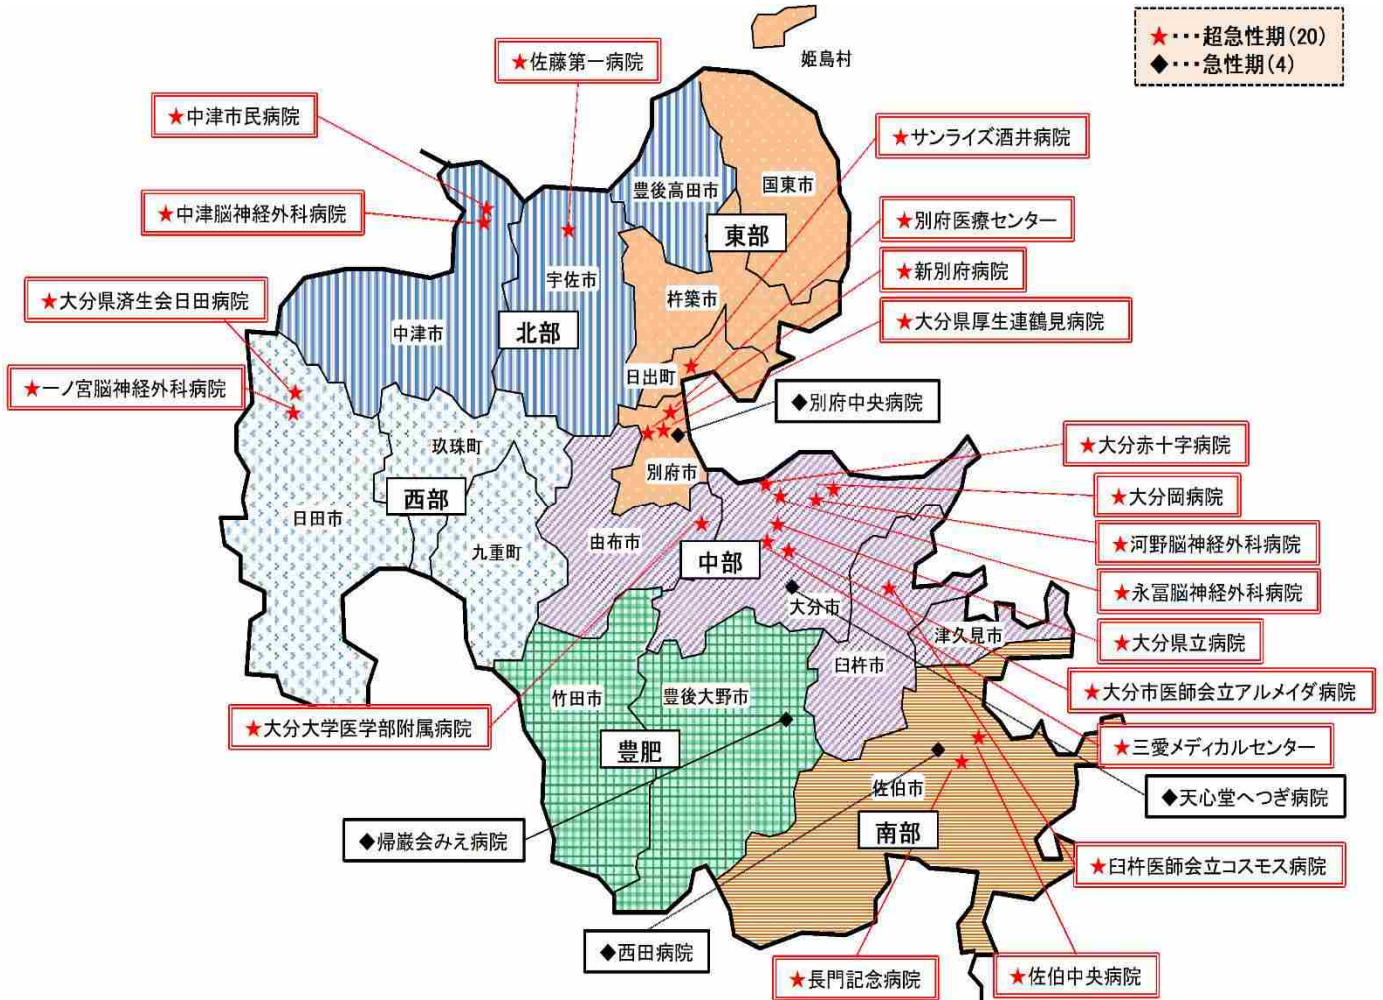 ★･･･超急性期(20)
◆･･･急性期(4)
姫島村
★佐藤第一病院
★中津市民病院
★サンライズ酒井病院
豊後高田市
国東市
★中津脳神経外科病院
★別府医療センター
東部
★新別府病院
宇佐市
★大分県済生会日田病院
杵築市
★大分県厚生連鶴見病院
中津市
北部
日出町
★一ノ宮脳神経外科病院
◆別府中央病院
玖珠町
★大分赤十字病院
別府市
西部
★大分岡病院
日田市
九重町
由布市
中部
★河野脳神経外科病院
★永冨脳神経外科病院
大分市
津久見市
★大分県立病院
臼杵市
★大分市医師会立アルメイダ病院
竹田市
豊後大野市
★大分大学医学部附属病院
豊肥
★三愛メディカルセンター
佐伯市
◆天心堂へつぎ病院
◆帰巖会みえ病院
南部
★臼杵医師会立コスモス病院
◆西田病院
★長門記念病院
★佐伯中央病院